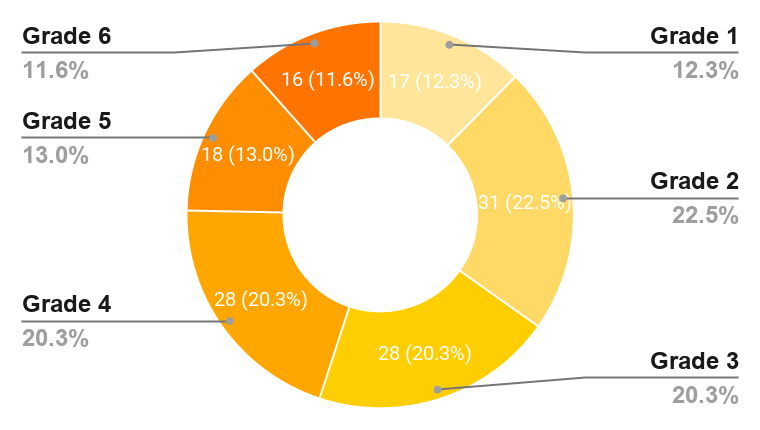 Grade 6
11.6%
Grade 5
13.0%
Grade 4
20.3%
16 (11.6%)
17 (12.3%)
18 (13.0%)
31 (22.5%)
28 (20.3%)
28 (20.3%)
Grade 1
12.3%
Grade 2
22.5%
Grade 3
20.3%